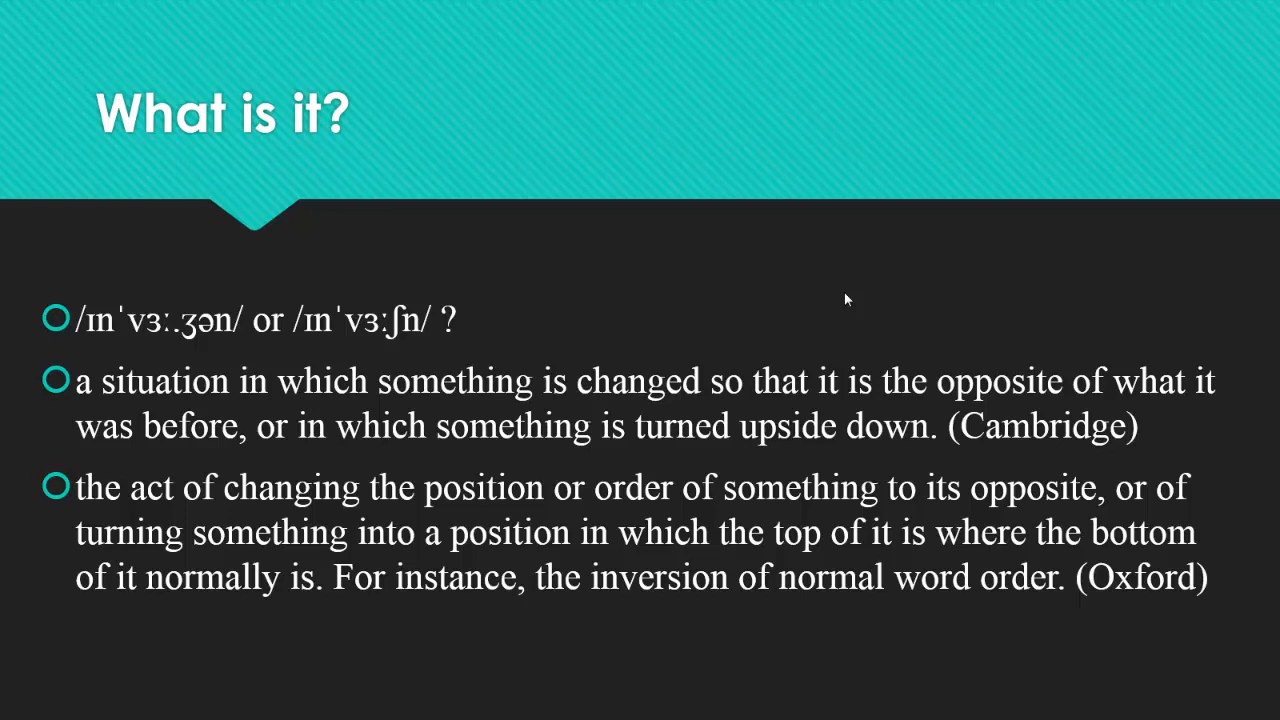 What is it?
/ɪnˈvɜː.ʒən/ or /ɪnˈvɜːʃn/ ?
a situation in which something is changed so that it is the opposite of what it
was before, or in which something is turned upside down. (Cambridge)
the act of changing the position or order of something to its opposite, or of
turning something into a position in which the top of it is where the bottom
of it normally is. For instance, the inversion of normal word order. (Oxford)